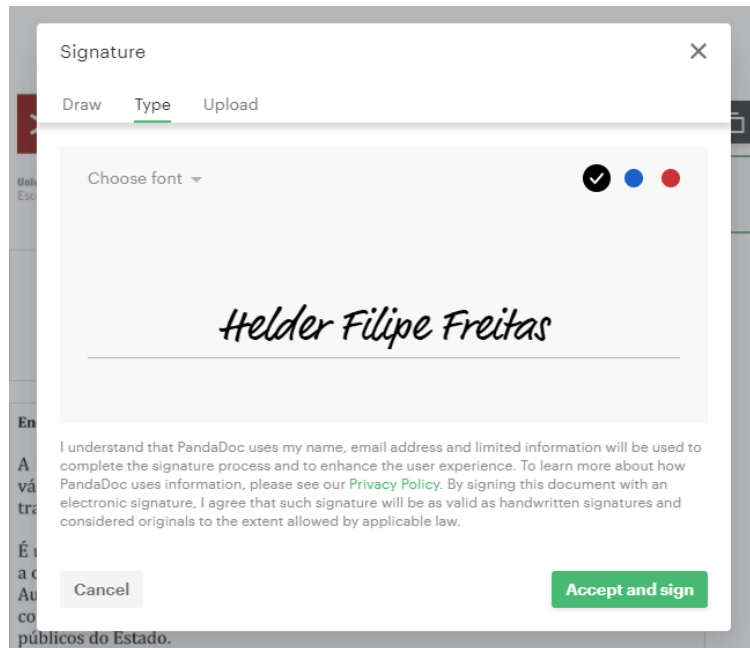 Signature
Draw Type Upload
Choose font
Helder Filipe Freitas
I understand that PandaDoc uses my name, email address and limited information will be used to
complete the signature process and to enhance the user experience. To learn more about how
PandaDoc uses information, please see our Privacy Policy. By signing this document with an
electronic signature, I agree that such signature will be as valid as handwritten signatures and
considered originals to the extent allowed by applicable law.
Cancel Accept and sign
A
É
a
públicos do Estado.